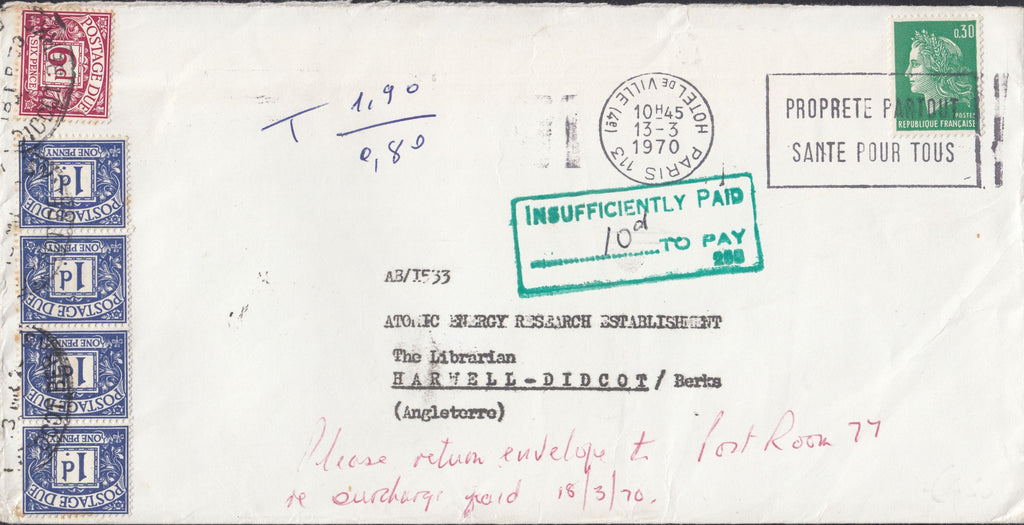 POSTAGE DUE
6d
SIX PENCE
ONE PENNY
1d
POSTAGE DUE
ONE PENNY
1d
POSTAGE DUE
ONE PENNY
1
POSTAGE DUE
ONE PENNY
1d
POSTAGE DUE
T 1,90
0,80
PARIS 113 HOTEL DE VILLE (4E)
10H45
13-3
1970
PROPRETE PARTOUT
SANTE POUR TOUS
0,30
POSTES
REPUBLIQUE FRANÇAISE
INSUFFICIENTLY PAID
10d
TO PAY
AB/I533
ATOMIC ENERGY RESEARCH ESTABLISHMENT
The Librarian
HARWELL-DIDCOT / Berks
(Angleterre)
Please return envelope to Post Room 77
re surcharge paid 18/3/70.